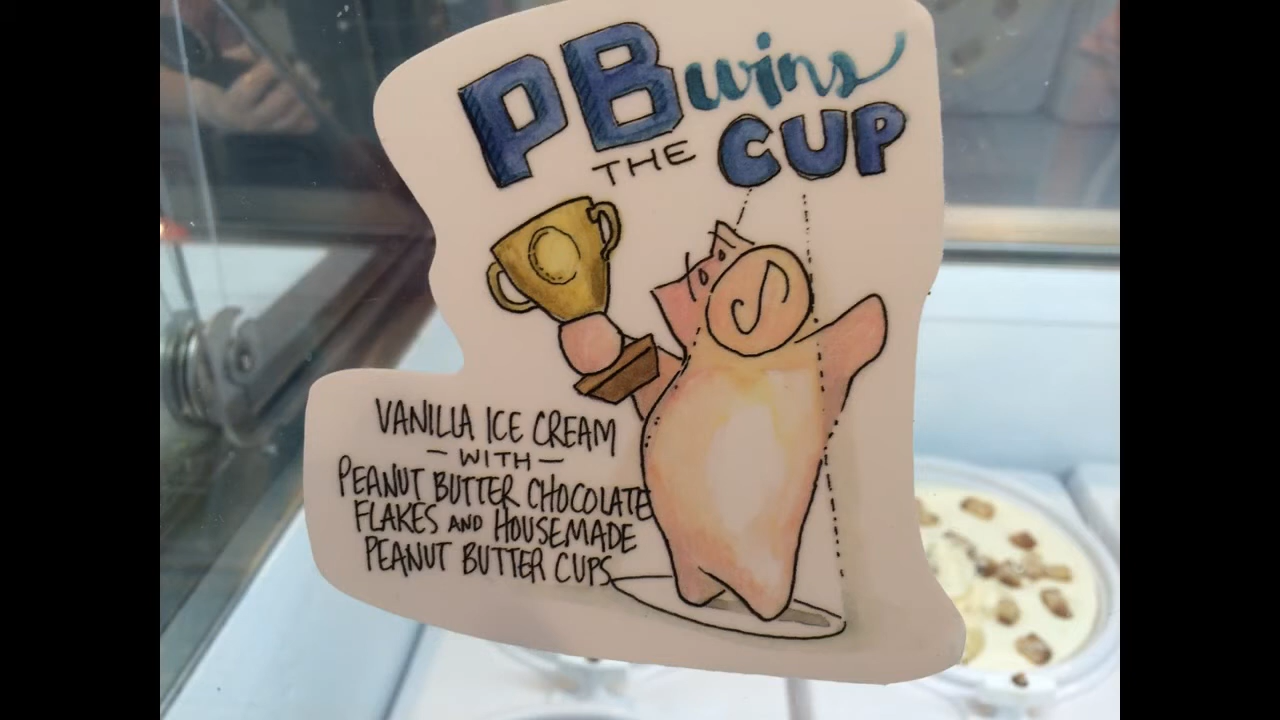 PB wins
THE CUP
VANILLA ICE CREAM
- WITH -
PEANUT BUTTER CHOCOLATE
FLAKES AND HOUSEMADE
PEANUT BUTTER CUPS